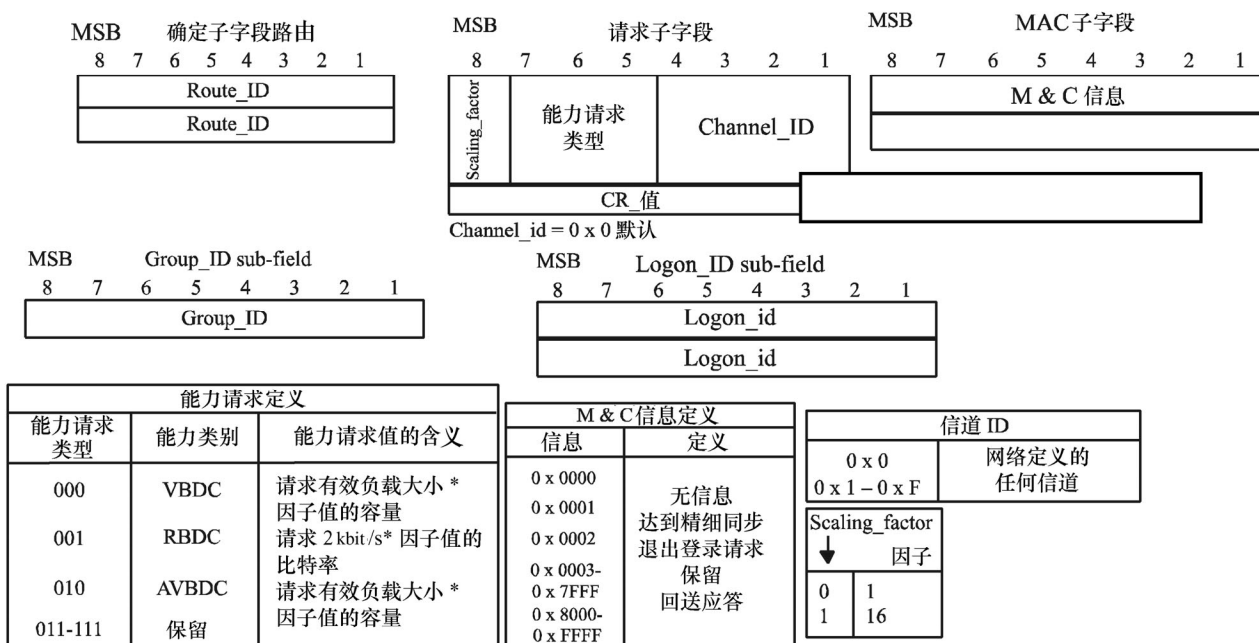 MSB 确定子字段路由
8 7 6 5 4 3 2 1
Route_ID
Route_ID
MSB 请求子字段
8 7 6 5 4 3 2 1
Scaling_factor
能力请求
类型
Channel_ID
CR_值
Channel_id = 0 x 0 默认
MSB MAC 子字段
8 7 6 5 4 3 2 1
M & C 信息
MSB Group_ID sub-field
8 7 6 5 4 3 2 1
Group_ID
MSB Logon_ID sub-field
8 7 6 5 4 3 2 1
Logon_id
Logon_id
能力请求定义
能力请求
类型
能力类别
能力请求值的含义
000 VBDC 请求有效负载大小 *
因子值的容量
001 RBDC 请求 2 kbit/s* 因子值的
比特率
010 AVBDC 请求有效负载大小 *
因子值的容量
011-111 保留
M & C 信息定义
信息 定义
0 x 0000
0 x 0001
0 x 0002
0 x 0003-
0 x 7FFF
0 x 8000-
0 x FFFF
无信息
达到精细同步
退出登录请求
保留
回送应答
信道 ID
0 x 0
0 x 1 – 0 x F
网络定义的
任何信道
Scaling_factor
因子
0 1
1 16